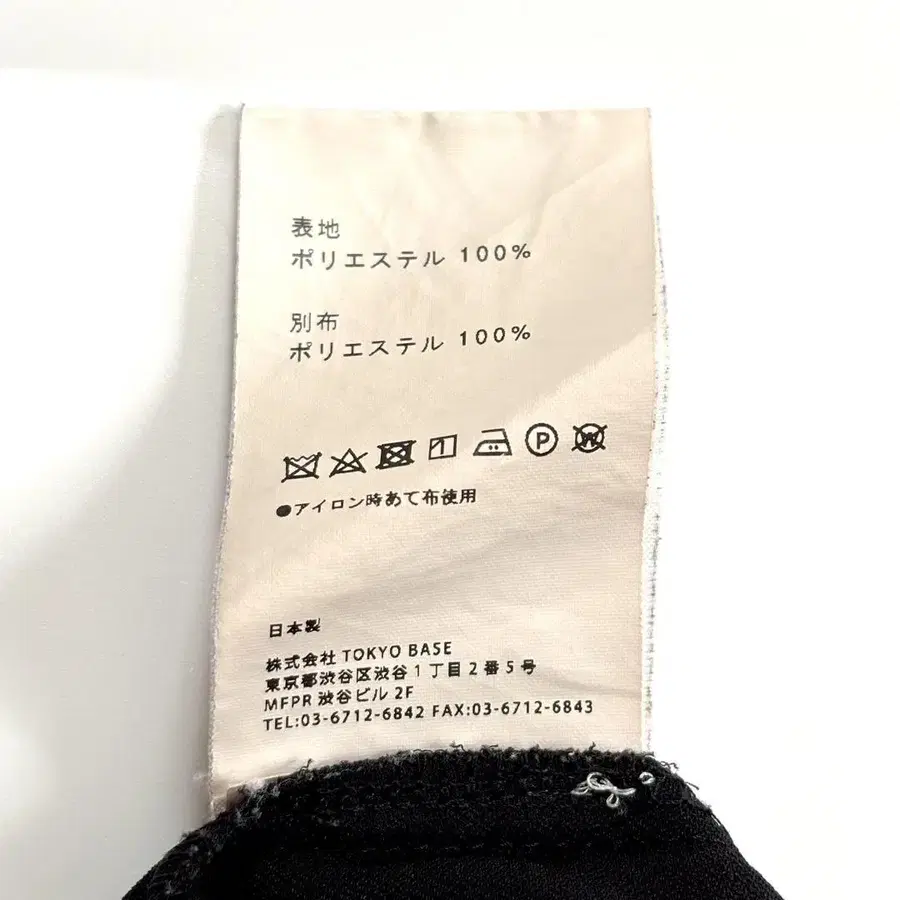 表地
ポリエステル 100%
別布
ポリエステル 100%
P W
●アイロン時あて布使用
日本製
株式会社 TOKYO BASE
東京都渋谷区渋谷1丁目2番5号
MFPR 渋谷ビル 2F
TEL:03-6712-6842 FAX:03-6712-6843